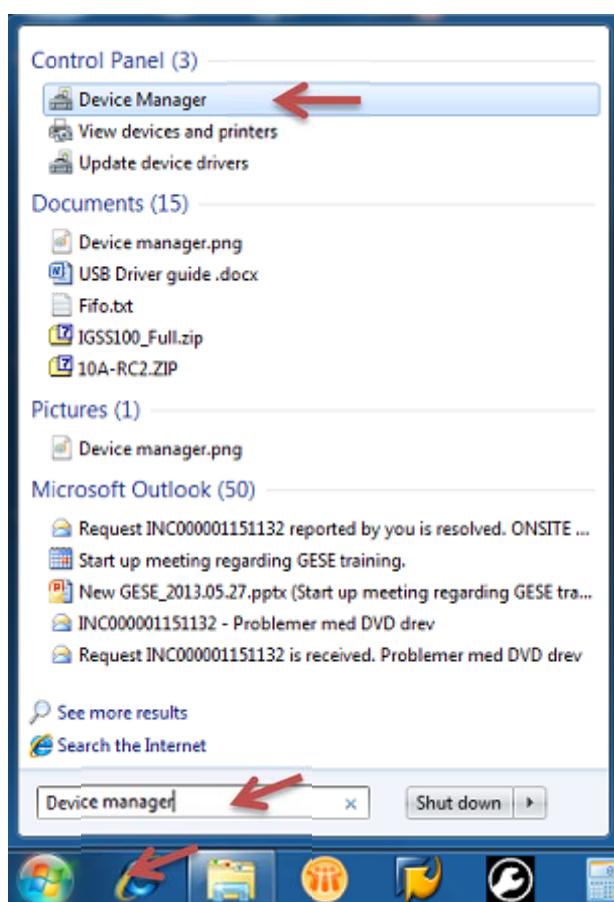 Control Panel (3)
Device Manager
View devices and printers
Update device drivers
Documents (15)
Device manager.png
USB Driver guide .docx
Fifo.txt
IGSS100_Full.zip
10A-RC2.ZIP
Pictures (1)
Device manager.png
Microsoft Outlook (50)
Request INC000001151132 reported by you is resolved. ONSITE ...
Start up meeting regarding GESE training.
New GESE_2013.05.27.pptx (Start up meeting regarding GESE tra...
INC000001151132 - Problemer med DVD drev
Request INC000001151132 is received. Problemer med DVD drev
See more results
Search the Internet
Device manager
Shut down